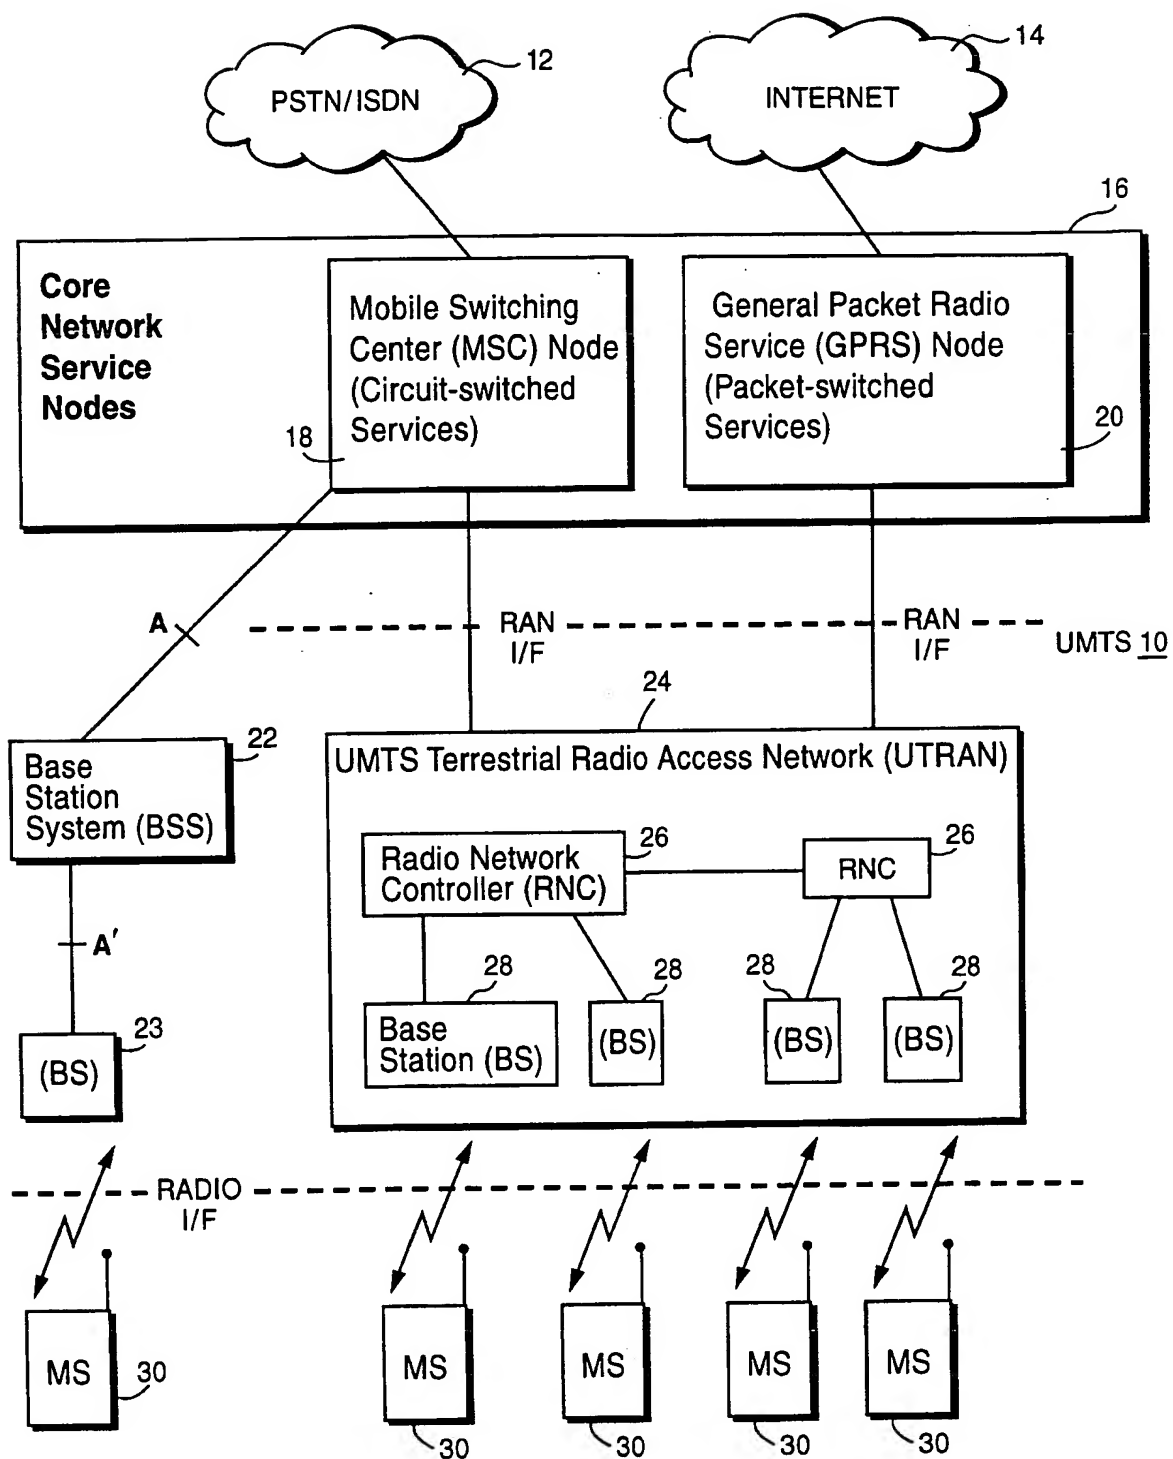 12
PSTN/ISDN
14
INTERNET
16
Core
Network
Service
Nodes
Mobile Switching
Center (MSC) Node
(Circuit-switched
Services)
18
General Packet Radio
Service (GPRS) Node
(Packet-switched
Services)
20
A
RAN
I/F
RAN
I/F
UMTS 10
22
Base
Station
System (BSS)
24
UMTS Terrestrial Radio Access Network (UTRAN)
Radio Network
Controller (RNC)
26
RNC
26
A'
23
(BS)
28
Base
Station (BS)
28
(BS)
28
(BS)
28
(BS)
RADIO
I/F
MS
30
MS
30
MS
30
MS
30
MS
30